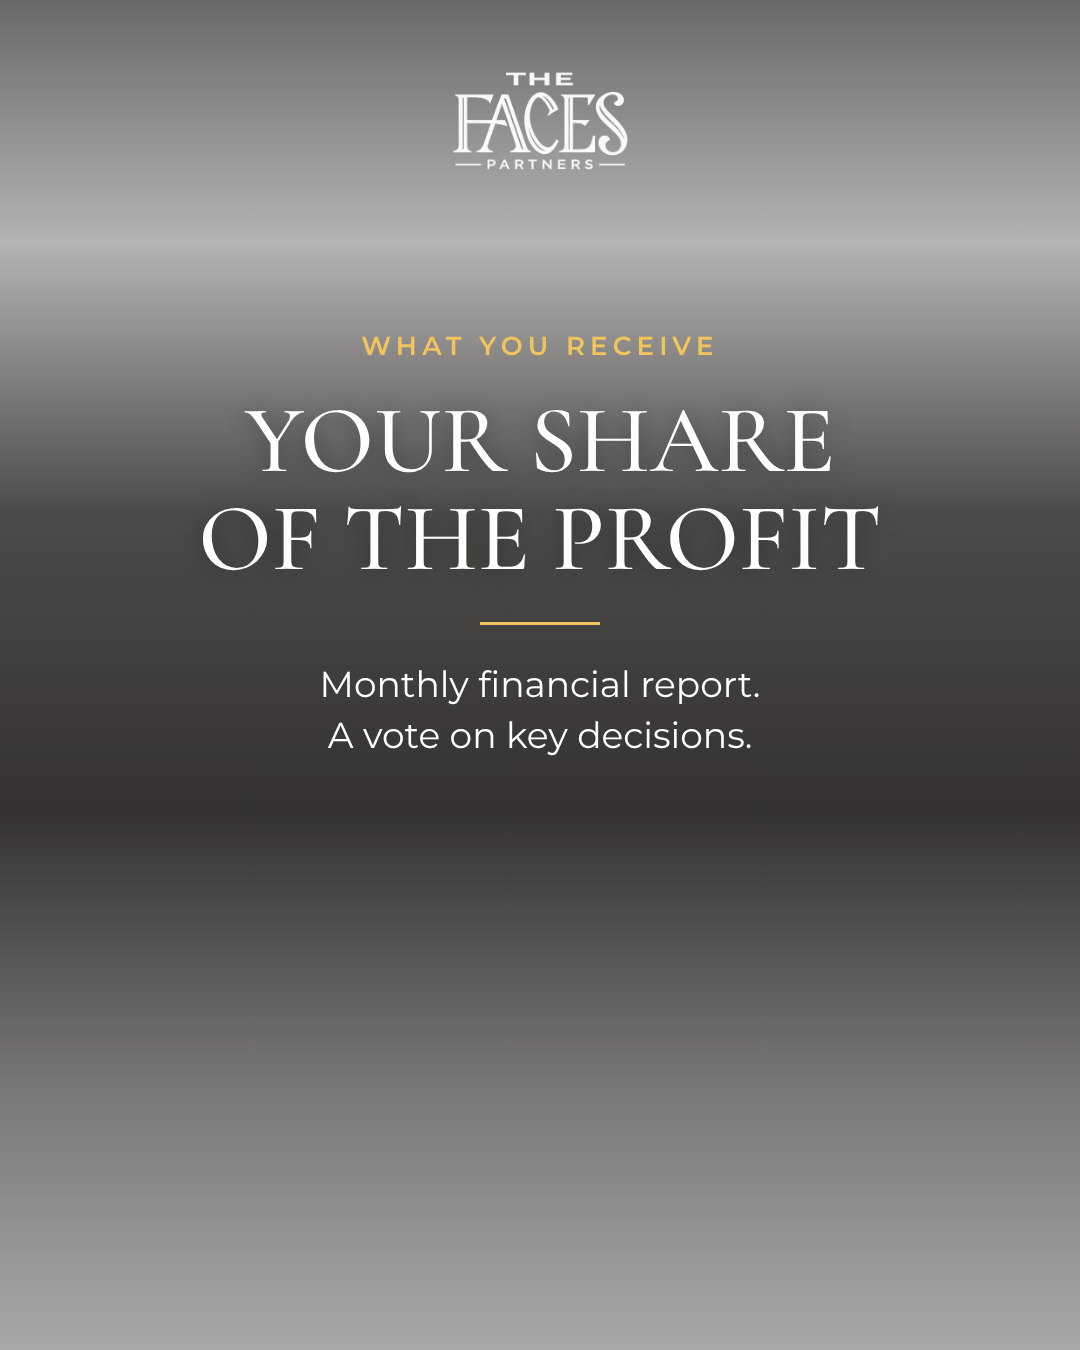 THE
FACES
PARTNERS
WHAT YOU RECEIVE
YOUR SHARE
OF THE PROFIT
Monthly financial report.
A vote on key decisions.